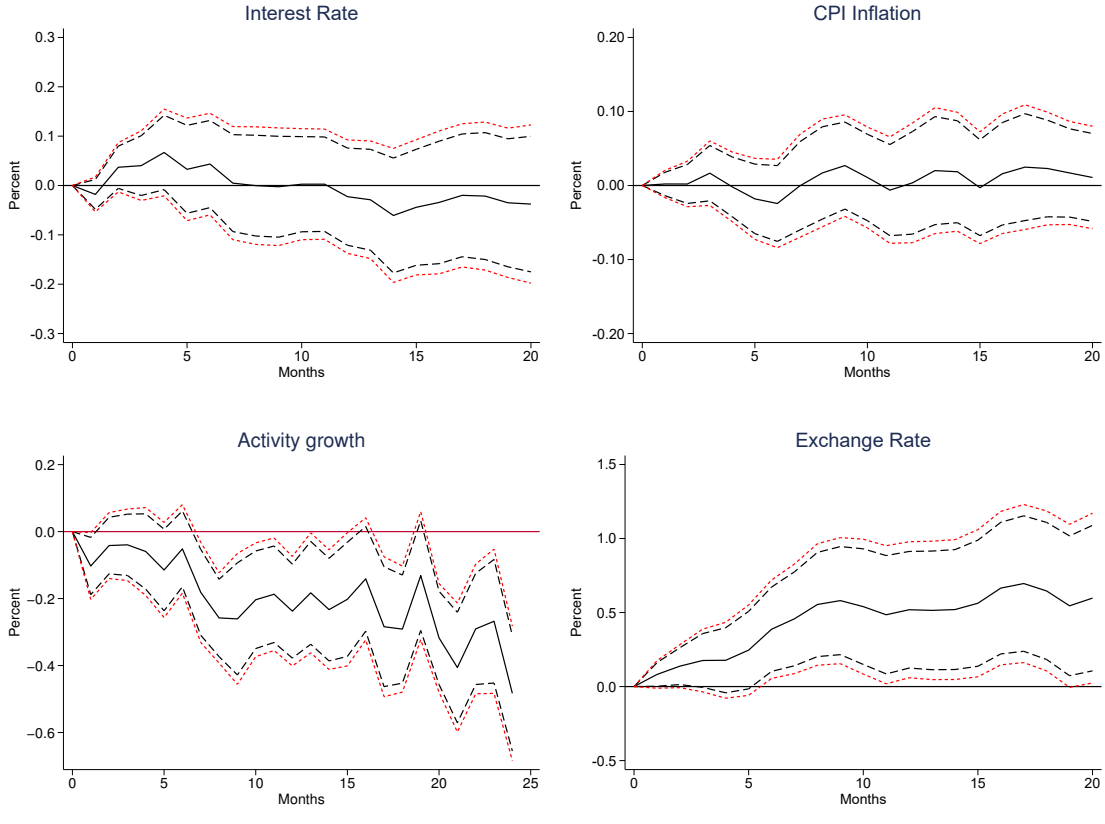 Interest Rate
Percent
0.3
0.2
0.1
0.0
-0.1
-0.2
-0.3
0 5 10 15 20
Months
CPI Inflation
Percent
0.20
0.10
0.00
-0.10
-0.20
0 5 10 15 20
Months
Activity growth
Percent
0.2
0.0
−0.2
−0.4
−0.6
0 5 10 15 20 25
Months
Exchange Rate
Percent
1.5
1.0
0.5
0.0
-0.5
0 5 10 15 20
Months